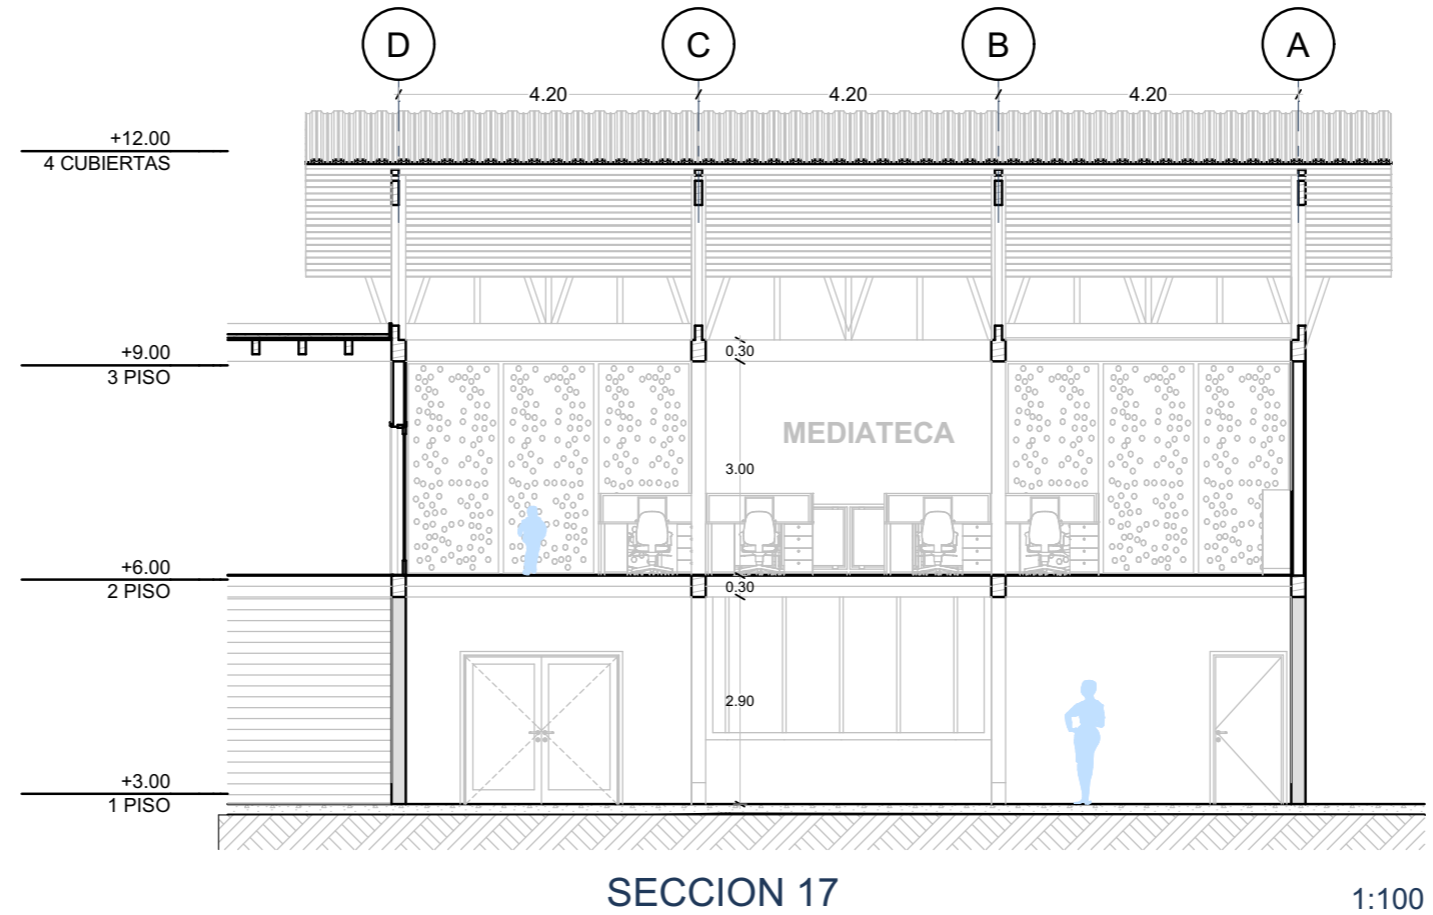 D C B A
4.20 4.20 4.20
+12.00
4 CUBIERTAS
+9.00
3 PISO
0.30
MEDIATECA
3.00
+6.00
2 PISO
0.30
2.90
+3.00
1 PISO
SECCION 17
1:100